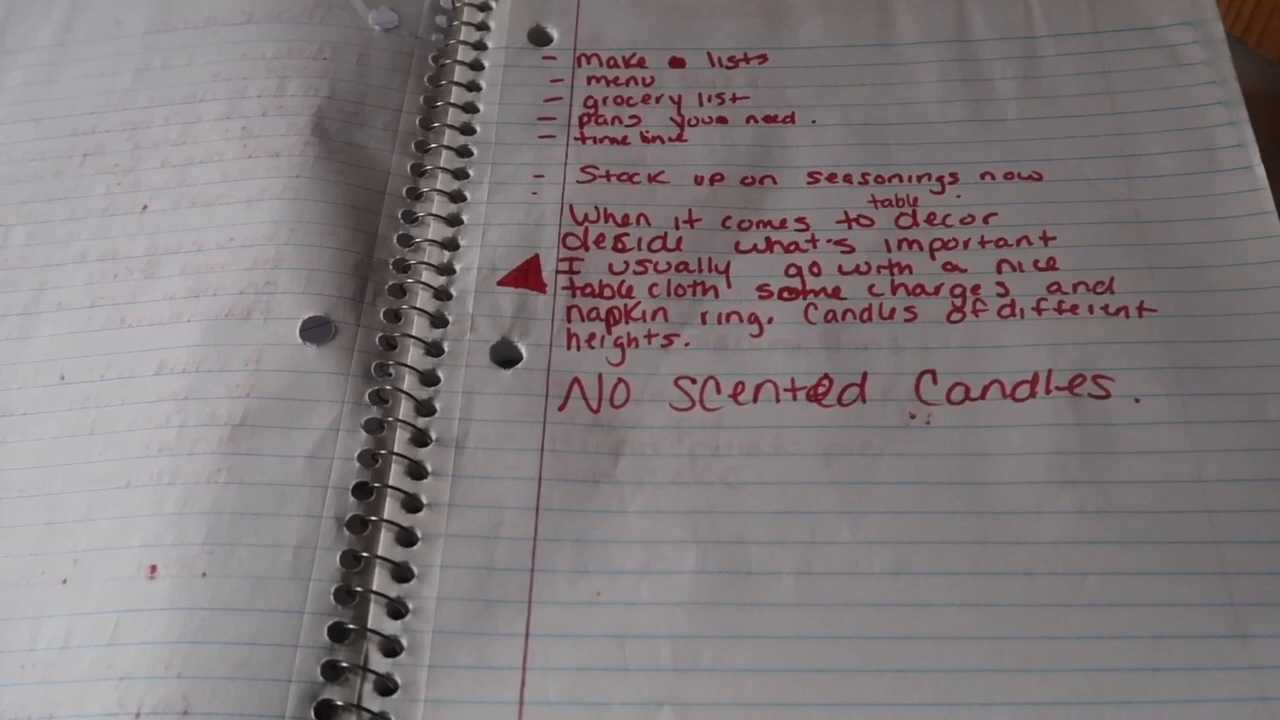 - make lists
- menu
- grocery list
- pans you need.
- time line
- Stock up on seasonings now
-
table
When it comes to decor
deside what's important
I usually go with a nice
table cloth some charges and
napkin ring. Candles of different
heights.
NO scented Candles.